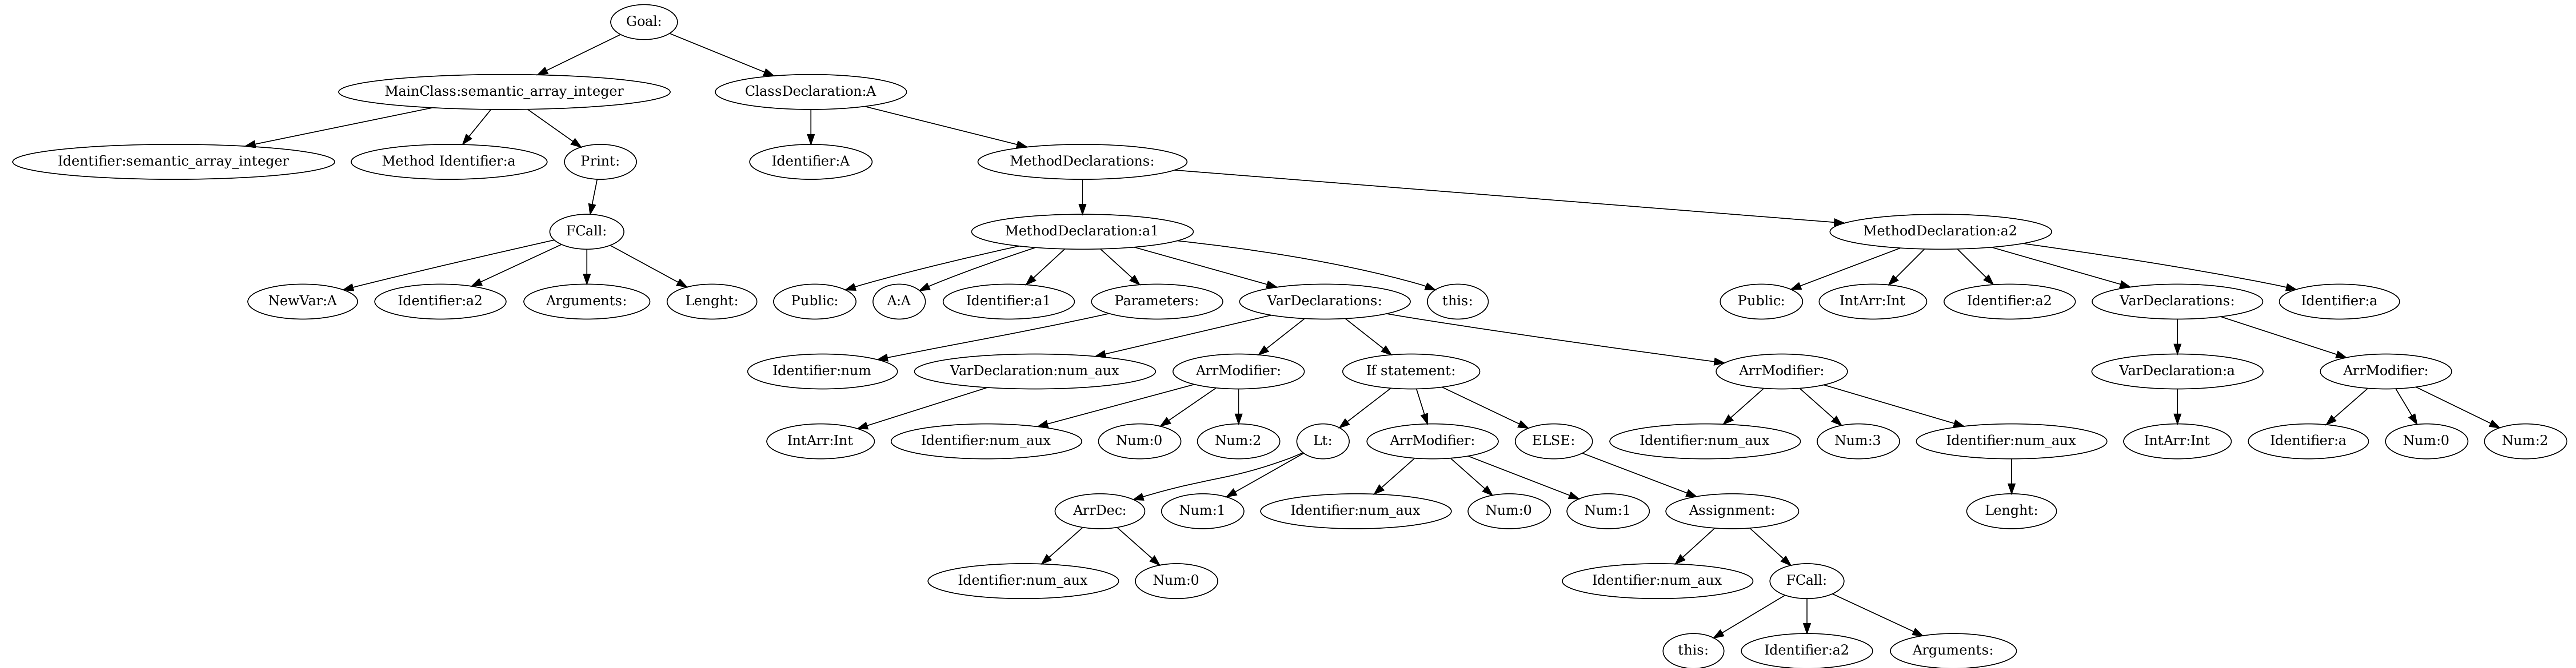 Goal:
MainClass:semantic_array_integer
ClassDeclaration:A
Identifier:semantic_array_integer
Method Identifier:a
Print:
Identifier:A
MethodDeclarations:
FCall:
MethodDeclaration:a1
MethodDeclaration:a2
NewVar:A
Identifier:a2
Arguments:
Lenght:
Public:
A:A
Identifier:a1
Parameters:
VarDeclarations:
this:
Public:
IntArr:Int
Identifier:a2
VarDeclarations:
Identifier:a
Identifier:num
VarDeclaration:num_aux
ArrModifier:
If statement:
ArrModifier:
VarDeclaration:a
ArrModifier:
IntArr:Int
Identifier:num_aux
Num:0
Num:2
Lt:
ArrModifier:
ELSE:
Identifier:num_aux
Num:3
Identifier:num_aux
IntArr:Int
Identifier:a
Num:0
Num:2
ArrDec:
Num:1
Identifier:num_aux
Num:0
Num:1
Assignment:
Lenght:
Identifier:num_aux
Num:0
Identifier:num_aux
FCall:
this:
Identifier:a2
Arguments: